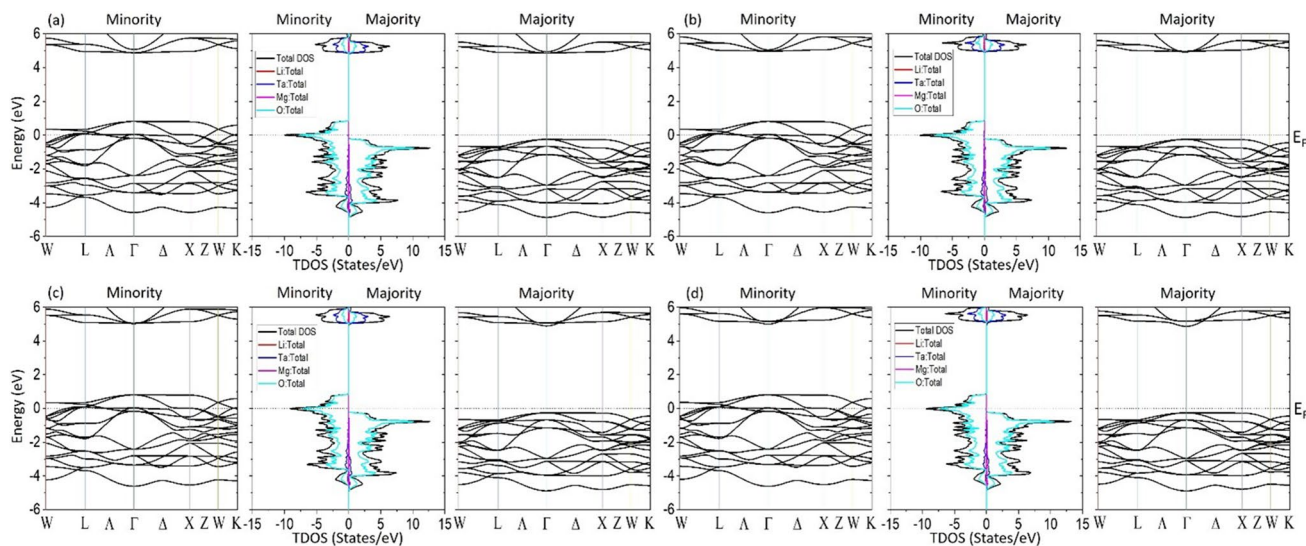 (a) Minority Minority Majority Majority
6
4
2
0
-2
-4
-6
Energy (eV)
Total DOS
Li:Total
Ta:Total
Mg:Total
O:Total
W L Λ Γ Δ X Z W K
-15 -10 -5 0 5 10 15
TDOS (States/eV)
W L Λ Γ Δ X Z W K
(b) Minority Minority Majority Majority
Total DOS
Li:Total
Ta:Total
Mg:Total
O:Total
E_F
W L Λ Γ Δ X Z W K
-15 -10 -5 0 5 10 15
TDOS (States/eV)
W L Λ Γ Δ X Z W K
(c) Minority Minority Majority Majority
6
4
2
0
-2
-4
-6
Energy (eV)
Total DOS
Li:Total
Ta:Total
Mg:Total
O:Total
W L Λ Γ Δ X Z W K
-15 -10 -5 0 5 10 15
TDOS (States/eV)
W L Λ Γ Δ X Z W K
(d) Minority Minority Majority Majority
Total DOS
Li:Total
Ta:Total
Mg:Total
O:Total
E_F
W L Λ Γ Δ X Z W K
-15 -10 -5 0 5 10 15
TDOS (States/eV)
W L Λ Γ Δ X Z W K